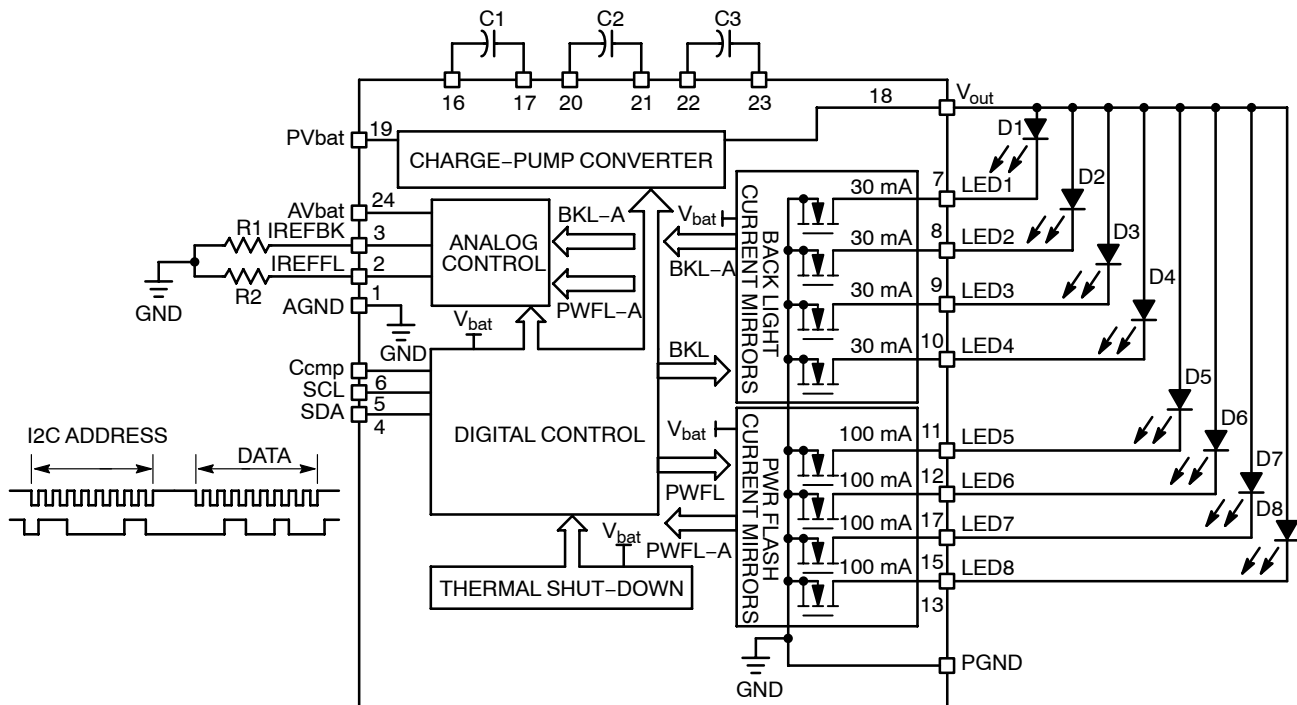 C1
C2
C3
16
17
20
21
22
23
18
Vout
PVbat
19
CHARGE-PUMP CONVERTER
AVbat
24
R1
IREFBK
3
IREFFL
2
R2
GND
AGND
1
GND
ANALOG
CONTROL
BKL-A
PWFL-A
Vbat
BKL-A
BACK LIGHT
CURRENT MIRRORS
30 mA
7
LED1
30 mA
8
LED2
30 mA
9
LED3
30 mA
10
LED4
D1
D2
D3
D4
Vbat
Ccmp
SCL
6
SDA
5
4
DIGITAL CONTROL
BKL
Vbat
PWFL
PWFL-A
PWR FLASH
CURRENT MIRRORS
100 mA
11
LED5
100 mA
12
LED6
100 mA
17
LED7
100 mA
15
LED8
13
D5
D6
D7
D8
I2C ADDRESS
DATA
Vbat
THERMAL SHUT-DOWN
GND
PGND